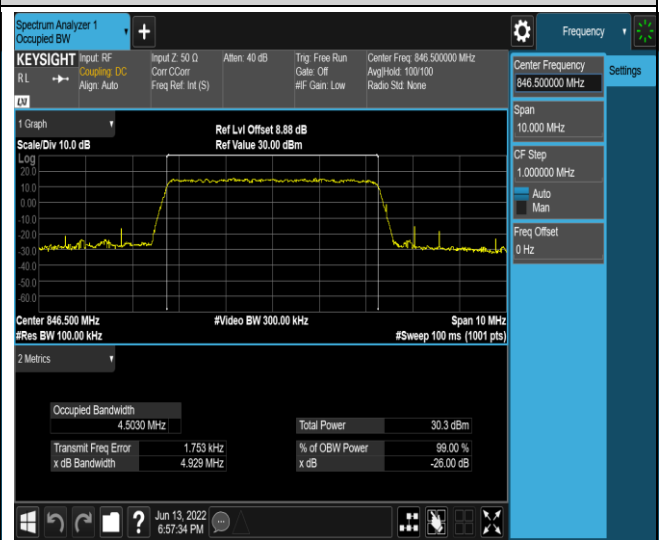 Spectrum Analyzer 1
Occupied BW
Frequency
KEYSIGHT
RL
LXI
Input: RF
Coupling: DC
Align: Auto
Input Z: 50 Ω
Corr CCorr
Freq Ref: Int (S)
Atten: 40 dB
Trig: Free Run
Gate: Off
#IF Gain: Low
Center Freq: 846.500000 MHz
Avg|Hold: 100/100
Radio Std: None
Center Frequency
846.500000 MHz
Settings
Span
10.000 MHz
CF Step
1.000000 MHz
Auto
Man
Freq Offset
0 Hz
1 Graph
Scale/Div 10.0 dB
Ref Lvl Offset 8.88 dB
Ref Value 30.00 dBm
Log
20.0
10.0
0.00
-10.0
-20.0
-30.0
-40.0
-50.0
-60.0
Center 846.500 MHz
#Res BW 100.00 kHz
#Video BW 300.00 kHz
Span 10 MHz
#Sweep 100 ms (1001 pts)
2 Metrics
Occupied Bandwidth
4.5030 MHz
Total Power 30.3 dBm
Transmit Freq Error 1.753 kHz
% of OBW Power 99.00 %
x dB Bandwidth 4.929 MHz
x dB -26.00 dB
Jun 13, 2022
6:57:34 PM